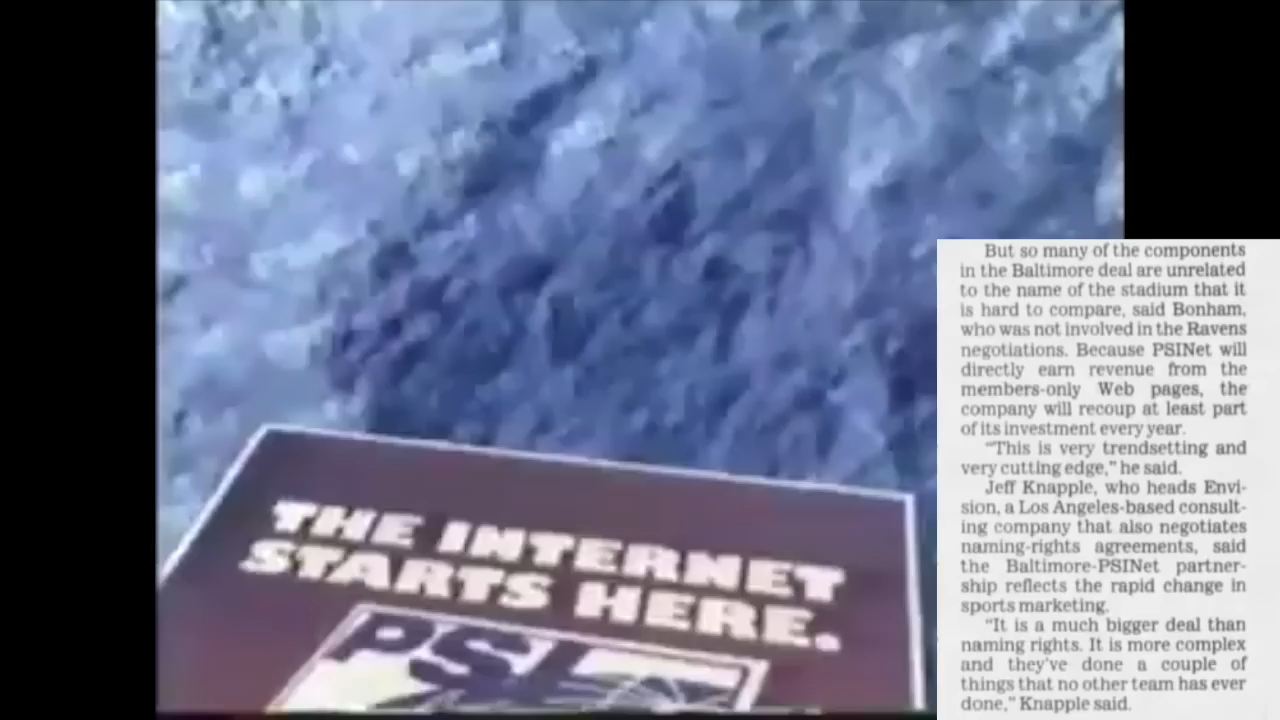 THE INTERNET
STARTS HERE.
PSI
But so many of the components
in the Baltimore deal are unrelated
to the name of the stadium that it
is hard to compare, said Bonham,
who was not involved in the Ravens
negotiations. Because PSINet will
directly earn revenue from the
members-only Web pages, the
company will recoup at least part
of its investment every year.
"This is very trendsetting and
very cutting edge," he said.
Jeff Knapple, who heads Envi-
sion, a Los Angeles-based consult-
ing company that also negotiates
naming-rights agreements, said
the Baltimore-PSINet partner-
ship reflects the rapid change in
sports marketing.
"It is a much bigger deal than
naming rights. It is more complex
and they've done a couple of
things that no other team has ever
done," Knapple said.